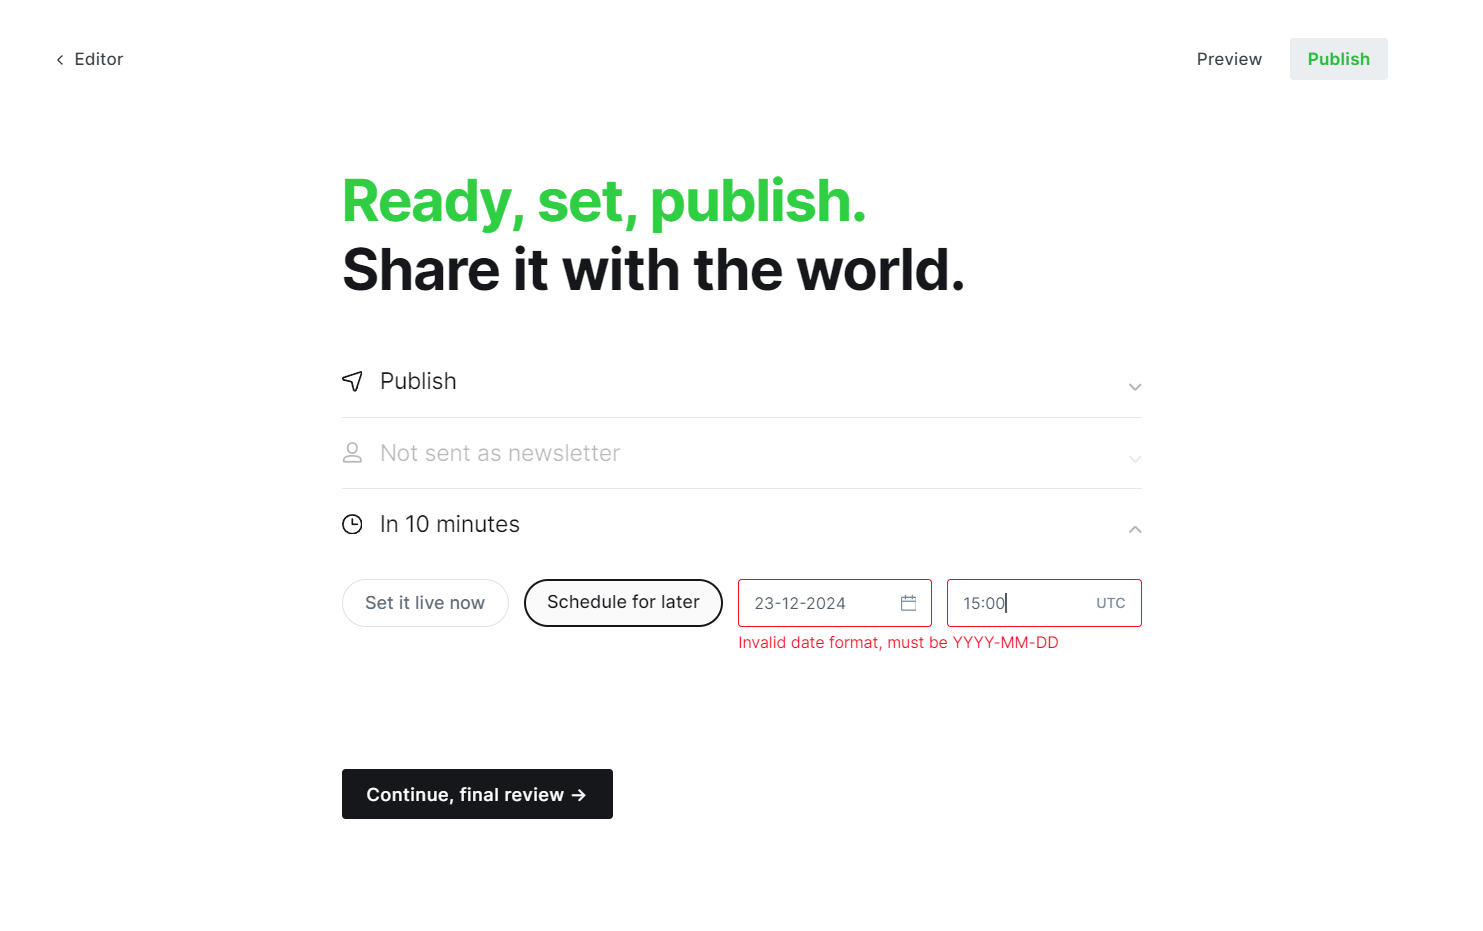 Editor
Preview
Publish
Ready, set, publish.
Share it with the world.
Publish
Not sent as newsletter
In 10 minutes
Set it live now
Schedule for later
23-12-2024
15:00
UTC
Invalid date format, must be YYYY-MM-DD
Continue, final review →